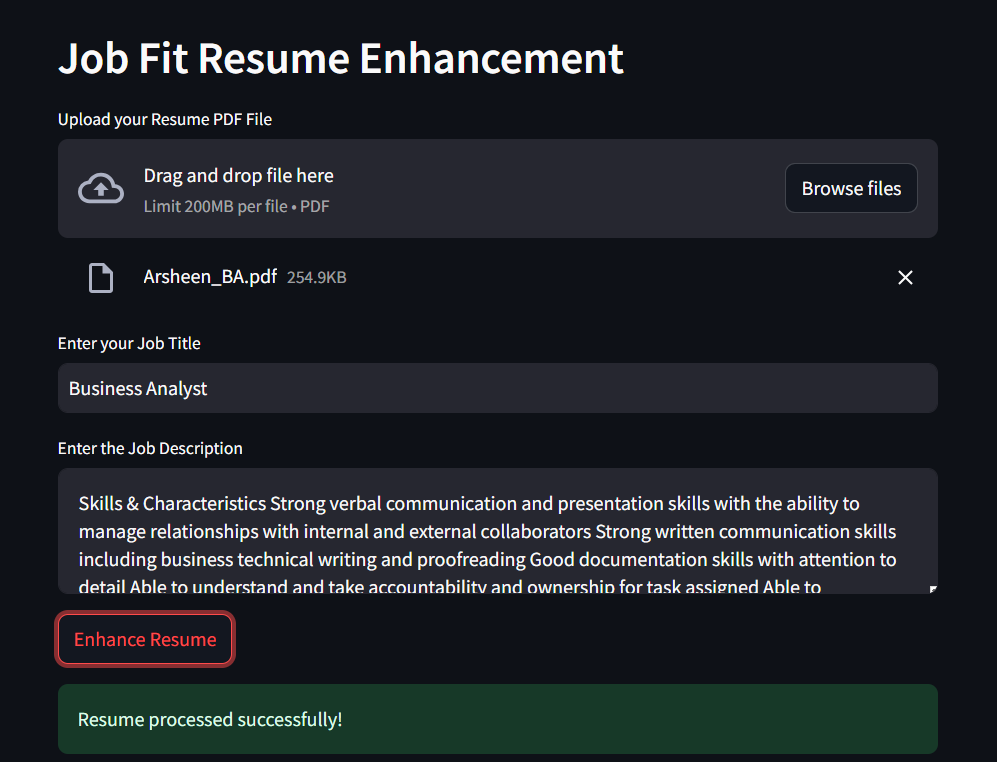 Job Fit Resume Enhancement
Upload your Resume PDF File
Drag and drop file here
Limit 200MB per file • PDF
Browse files
Arsheen_BA.pdf 254.9KB
Enter your Job Title
Business Analyst
Enter the Job Description
Skills & Characteristics Strong verbal communication and presentation skills with the ability to
manage relationships with internal and external collaborators Strong written communication skills
including business technical writing and proofreading Good documentation skills with attention to
detail Able to understand and take accountability and ownership for task assigned Able to
Enhance Resume
Resume processed successfully!